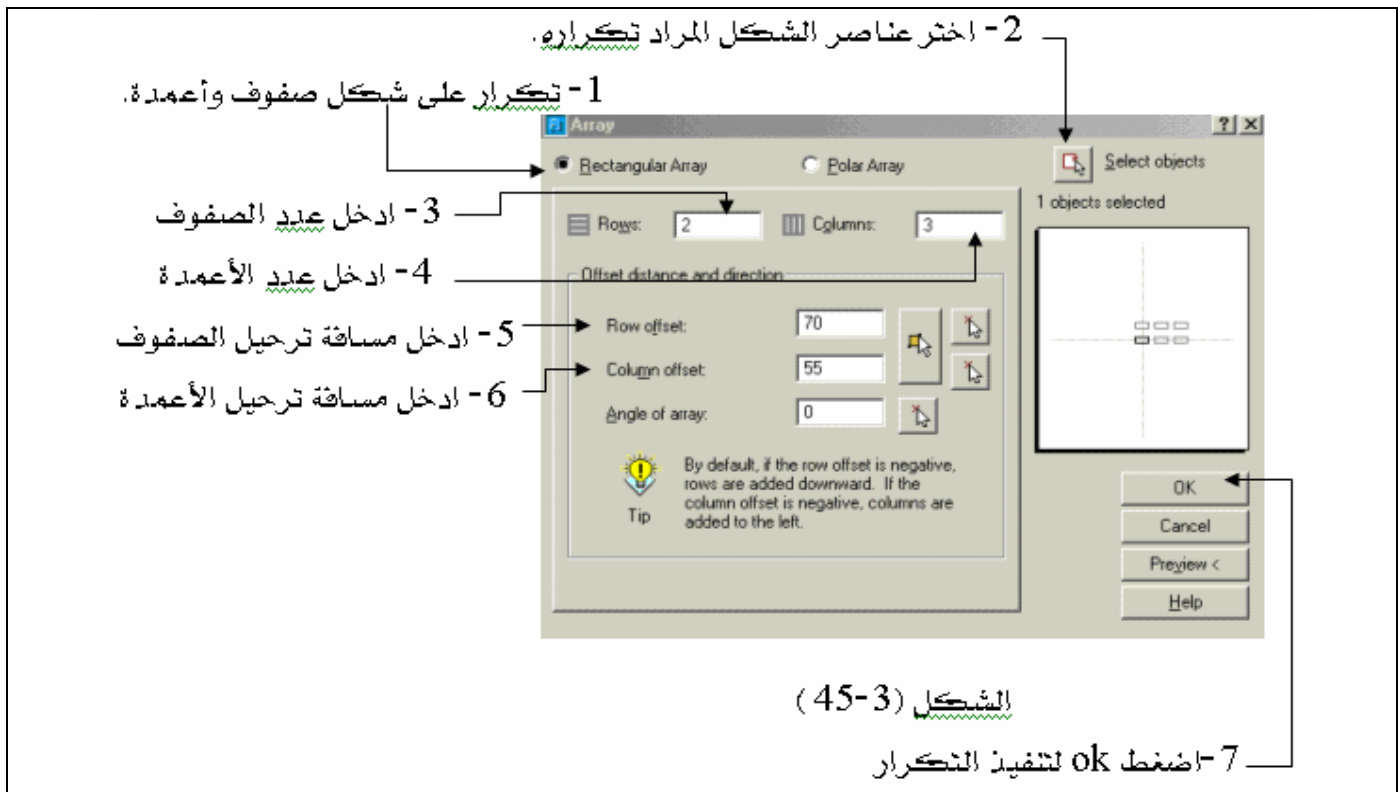 2- اختر عناصر الشكل المراد تكراره.
1- تكرار على شكل صفوف وأعمدة.
Array
Rectangular Array
Polar Array
Select objects
1 objects selected
3- ادخل عدد الصفوف
Rows: 2
Columns: 3
4- ادخل عدد الأعمدة
Offset distance and direction
5- ادخل مسافة ترحيل الصفوف
Row offset: 70
Column offset: 55
6- ادخل مسافة ترحيل الأعمدة
Angle of array: 0
Tip
By default, if the row offset is negative,
rows are added downward. If the
column offset is negative, columns are
added to the left.
OK
Cancel
Preview <
Help
الشكل (3-45)
7-اضغط ok لتنفيذ التكرار